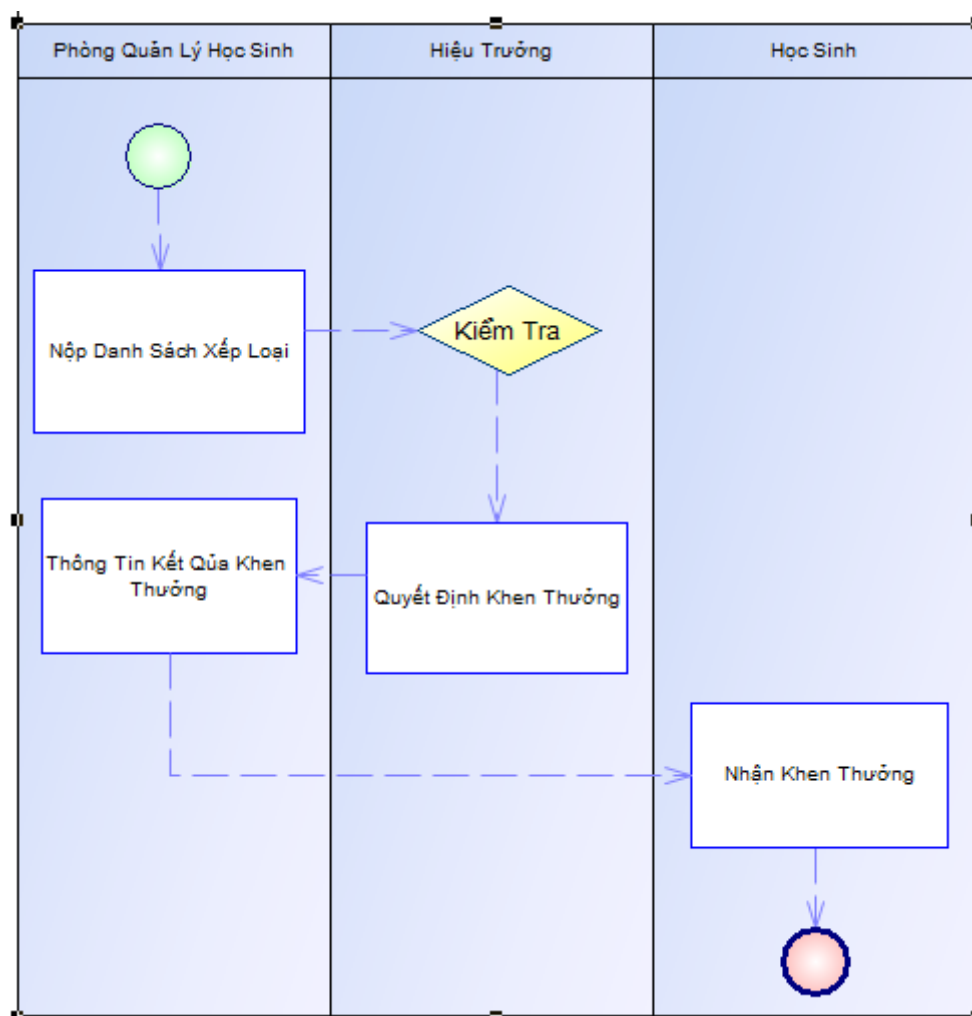 Phòng Quản Lý Học Sinh
Hiệu Trưởng
Học Sinh
Nộp Danh Sách Xếp Loại
Kiểm Tra
Thông Tin Kết Qủa Khen
Thưởng
Quyết Định Khen Thưởng
Nhận Khen Thưởng